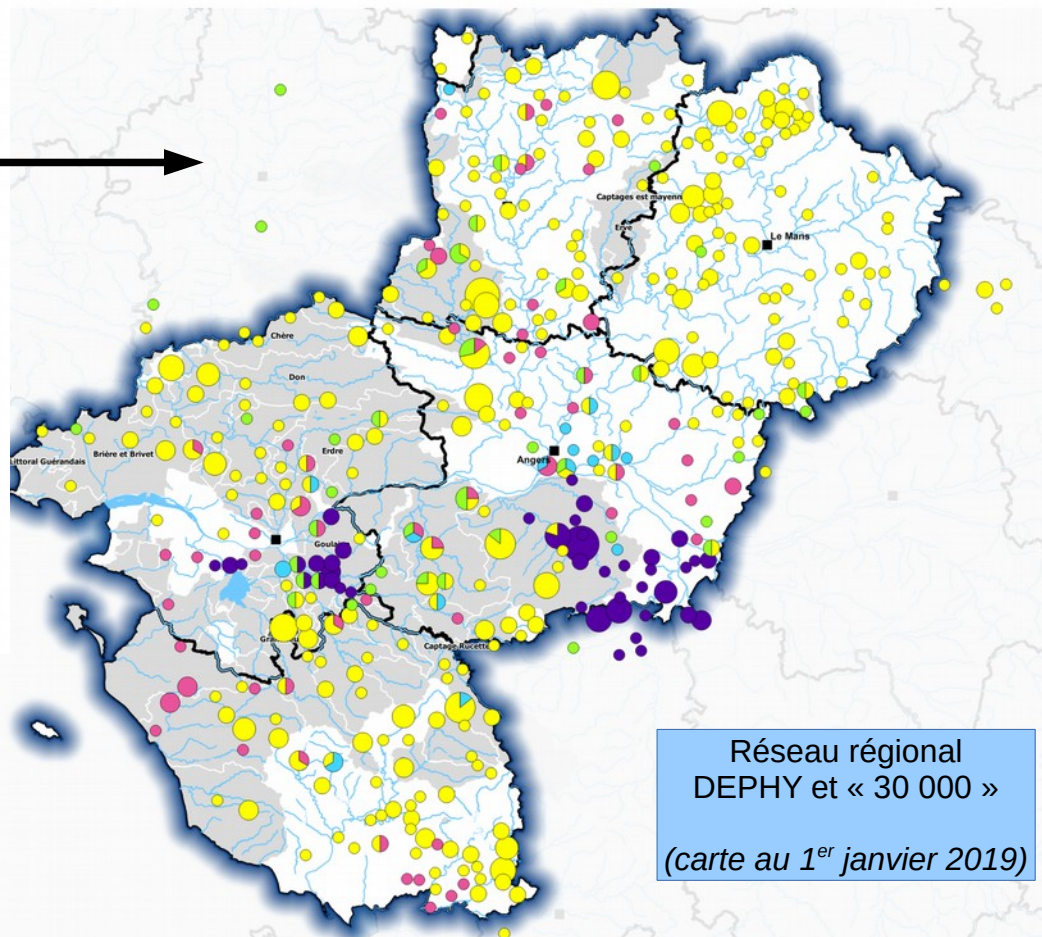 Captages est mayenn
Erve
Le Mans
Chère
Don
Erdre
Littoral Guérandais
Brière et Brivet
Angers
Goulaine
Captage Rucette
Réseau régional
DEPHY et « 30 000 »
(carte au 1er janvier 2019)